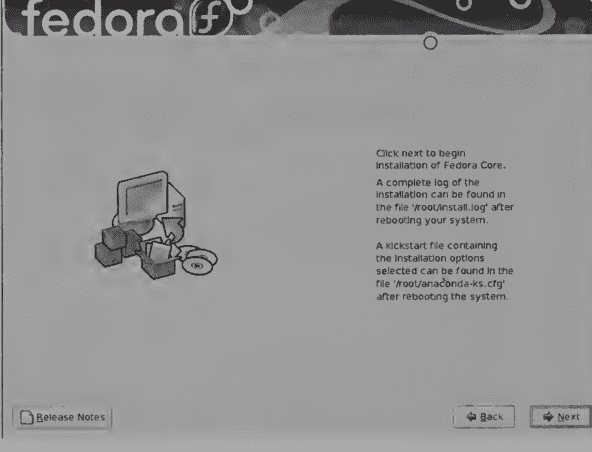 fedora
Click next to begin
installation of Fedora Core.
A complete log of the
installation can be found in
the file '/root/install.log' after
rebooting your system.
A kickstart file containing
the installation options
selected can be found in the
file '/root/anaconda-ks.cfg'
after rebooting the system.
Release Notes
Back
Next